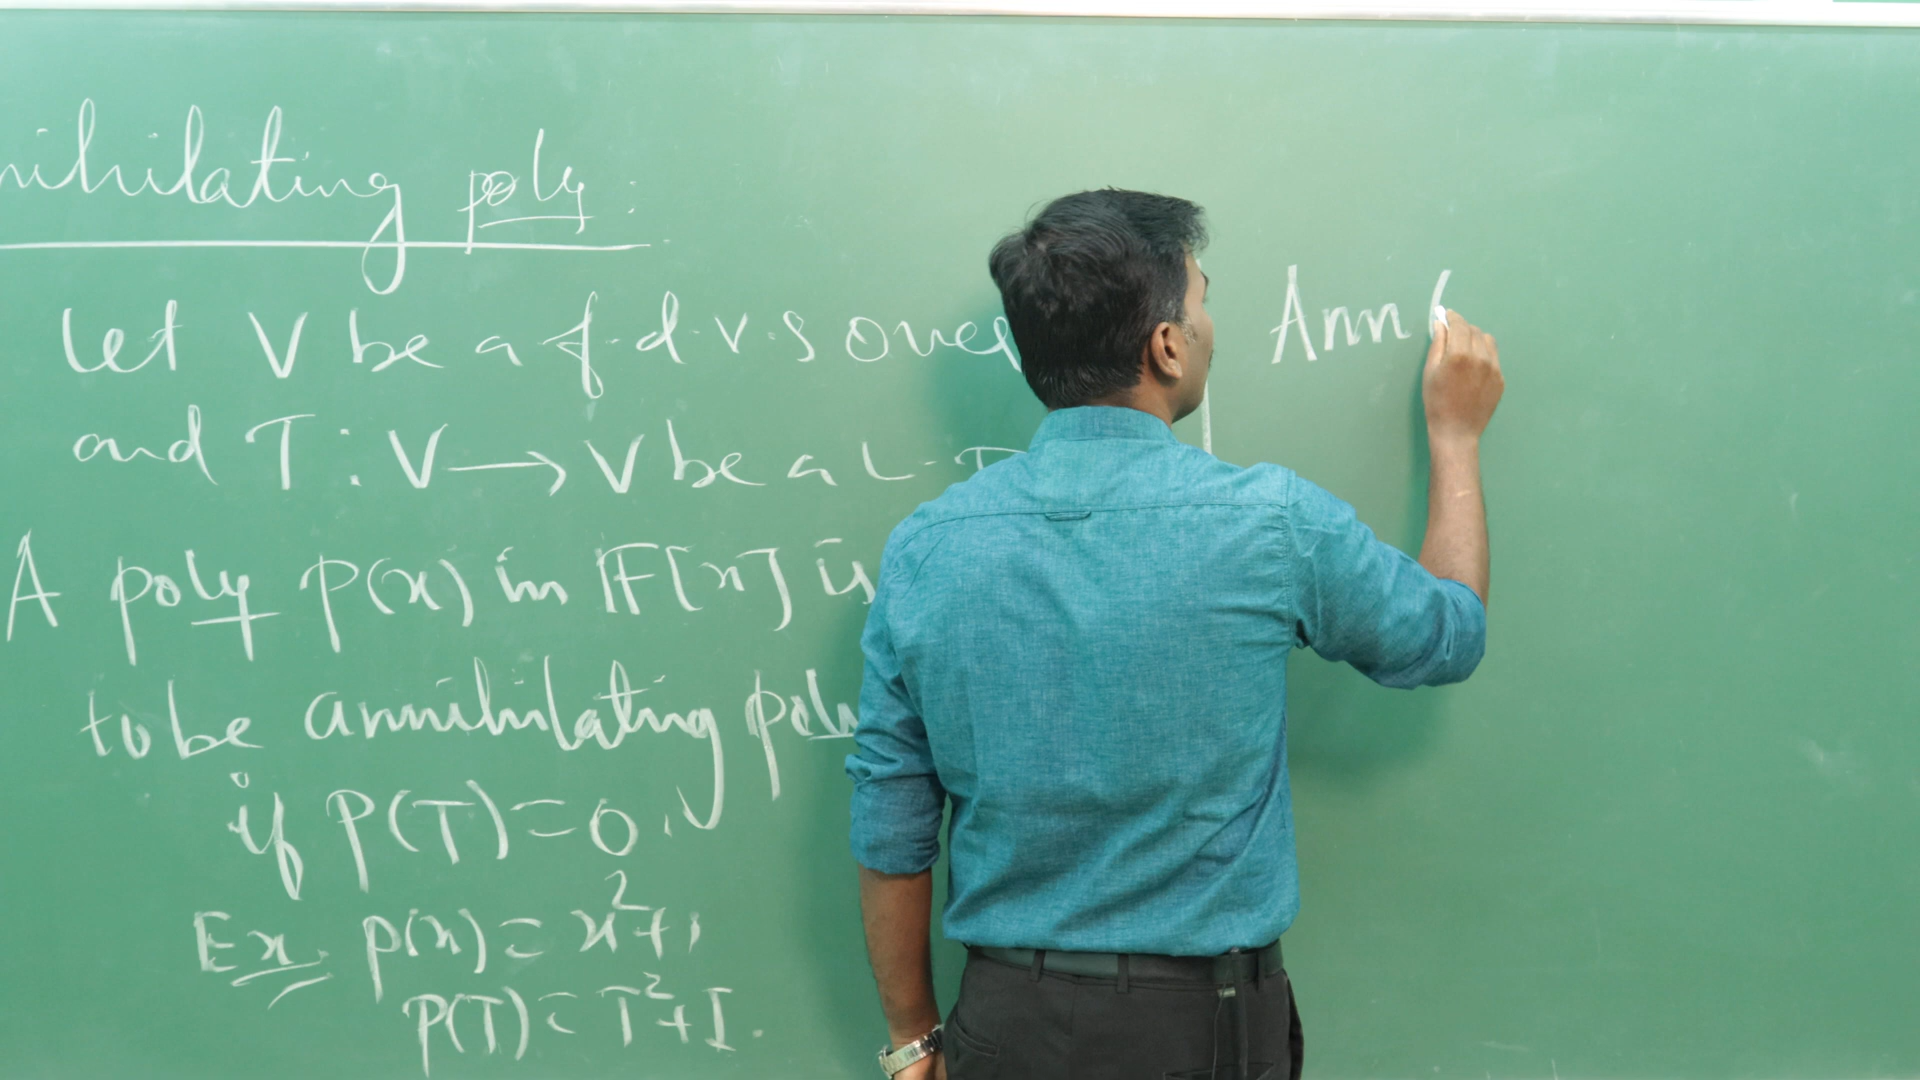 nihilating poly:
let V be a f.d.v.s over
and T: V → V be a L.T
A poly p(x) in F[x] is
to be annihilating poly
if p(T) = 0.
Ex. p(x) = x²+1
p(T) = T²+I.
Ann (